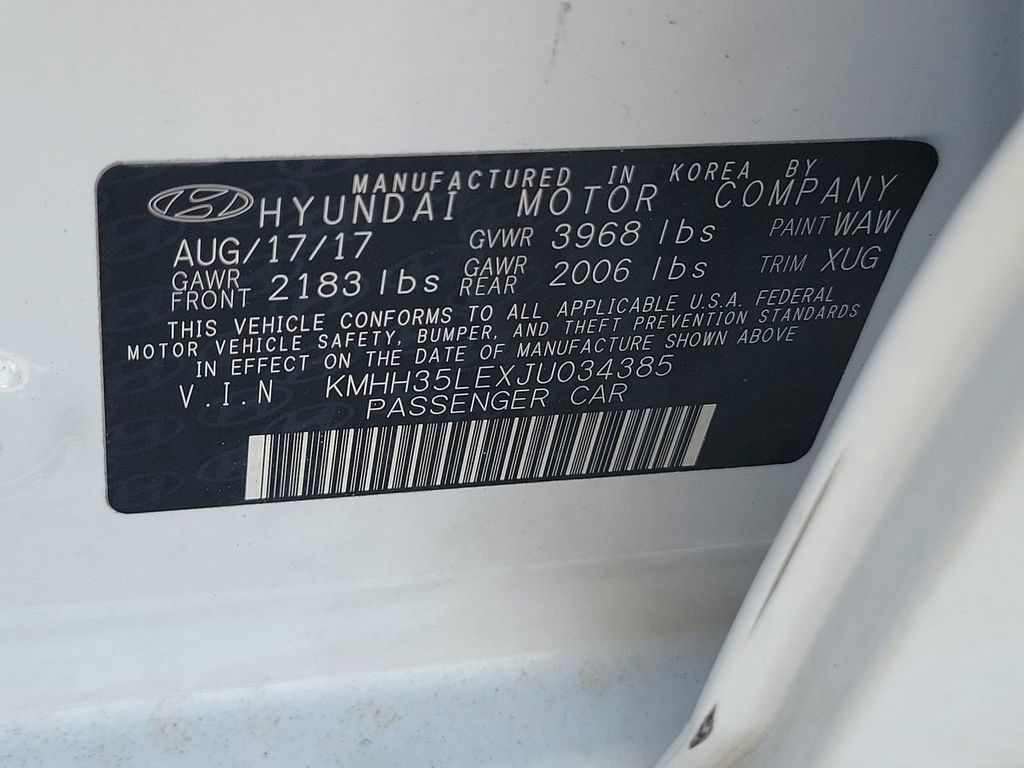 MANUFACTURED IN KOREA BY
HYUNDAI MOTOR COMPANY
AUG/17/17 GVWR 3968 lbs PAINT WAW
GAWR FRONT 2183 lbs GAWR REAR 2006 lbs TRIM XUG
THIS VEHICLE CONFORMS TO ALL APPLICABLE U.S.A. FEDERAL
MOTOR VEHICLE SAFETY, BUMPER, AND THEFT PREVENTION STANDARDS
IN EFFECT ON THE DATE OF MANUFACTURE SHOWN ABOVE
V.I.N KMHH35LEXJU034385
PASSENGER CAR